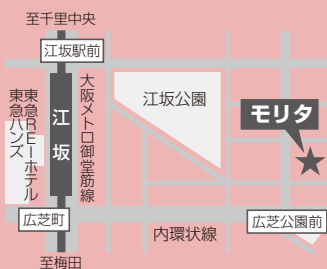 至千里中央
江坂駅前
大阪メトロ御堂筋線
江坂
東急REIホテル
東急ハンズ
江坂公園
モリタ
広芝町
内環状線
広芝公園前
至梅田